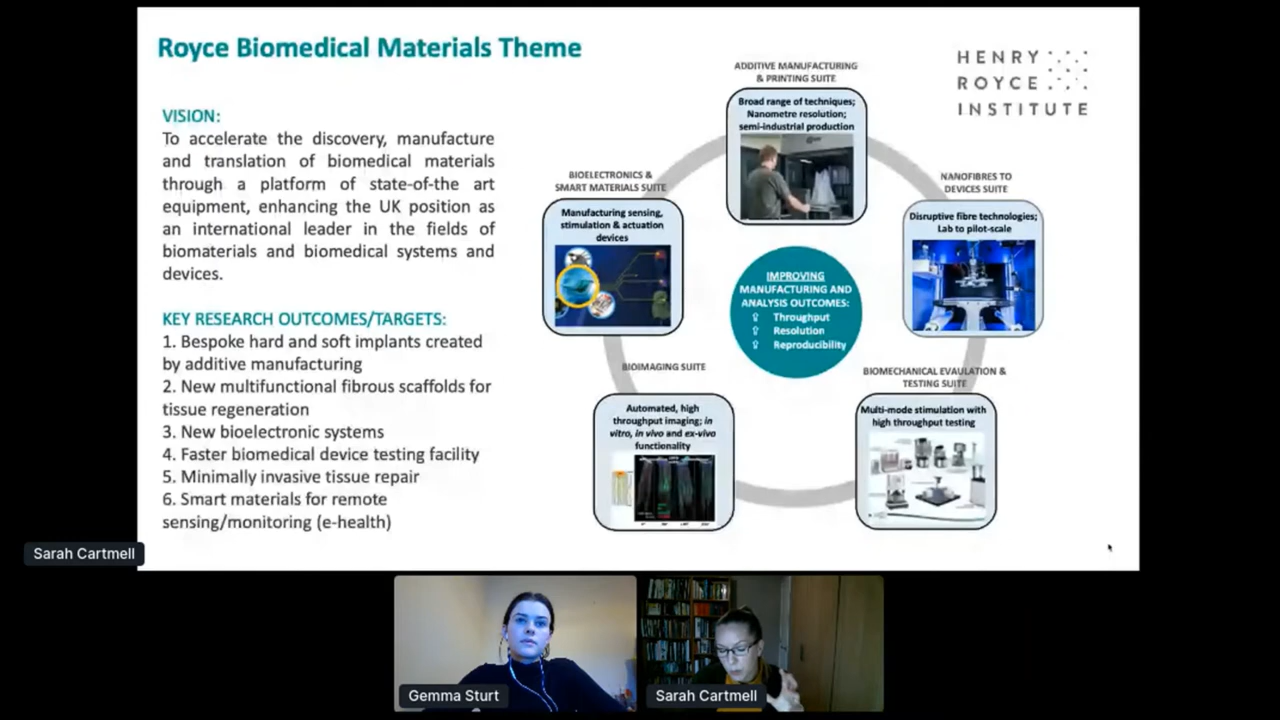 Royce Biomedical Materials Theme
HENRY
ROYCE
INSTITUTE
VISION:
To accelerate the discovery, manufacture
and translation of biomedical materials
through a platform of state-of-the art
equipment, enhancing the UK position as
an international leader in the fields of
biomaterials and biomedical systems and
devices.
KEY RESEARCH OUTCOMES/TARGETS:
1. Bespoke hard and soft implants created
by additive manufacturing
2. New multifunctional fibrous scaffolds for
tissue regeneration
3. New bioelectronic systems
4. Faster biomedical device testing facility
5. Minimally invasive tissue repair
6. Smart materials for remote
sensing/monitoring (e-health)
ADDITIVE MANUFACTURING
& PRINTING SUITE
Broad range of techniques;
Nanometre resolution;
semi-industrial production
BIOELECTRONICS &
SMART MATERIALS SUITE
Manufacturing sensing,
stimulation & actuation
devices
NANOFIBRES TO
DEVICES SUITE
Disruptive fibre technologies;
Lab to pilot-scale
IMPROVING
MANUFACTURING AND
ANALYSIS OUTCOMES:
⇧ Throughput
⇧ Resolution
⇧ Reproducibility
BIOIMAGING SUITE
Automated, high
throughput imaging; in
vitro, in vivo and ex-vivo
functionality
BIOMECHANICAL EVAULATION &
TESTING SUITE
Multi-mode stimulation with
high throughput testing
Sarah Cartmell
Gemma Sturt
Sarah Cartmell